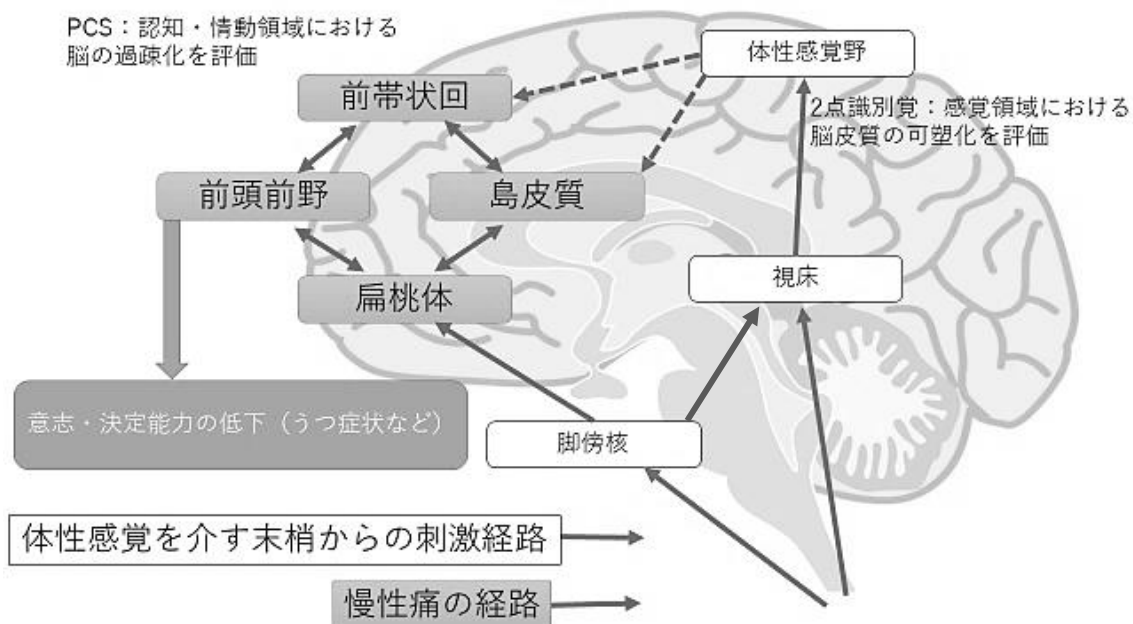 PCS：認知・情動領域における
脳の過疎化を評価
体性感覚野
前帯状回
2点識別覚：感覚領域における
脳皮質の可塑化を評価
前頭前野
島皮質
視床
扁桃体
意志・決定能力の低下（うつ症状など）
脚傍核
体性感覚を介す末梢からの刺激経路
慢性痛の経路